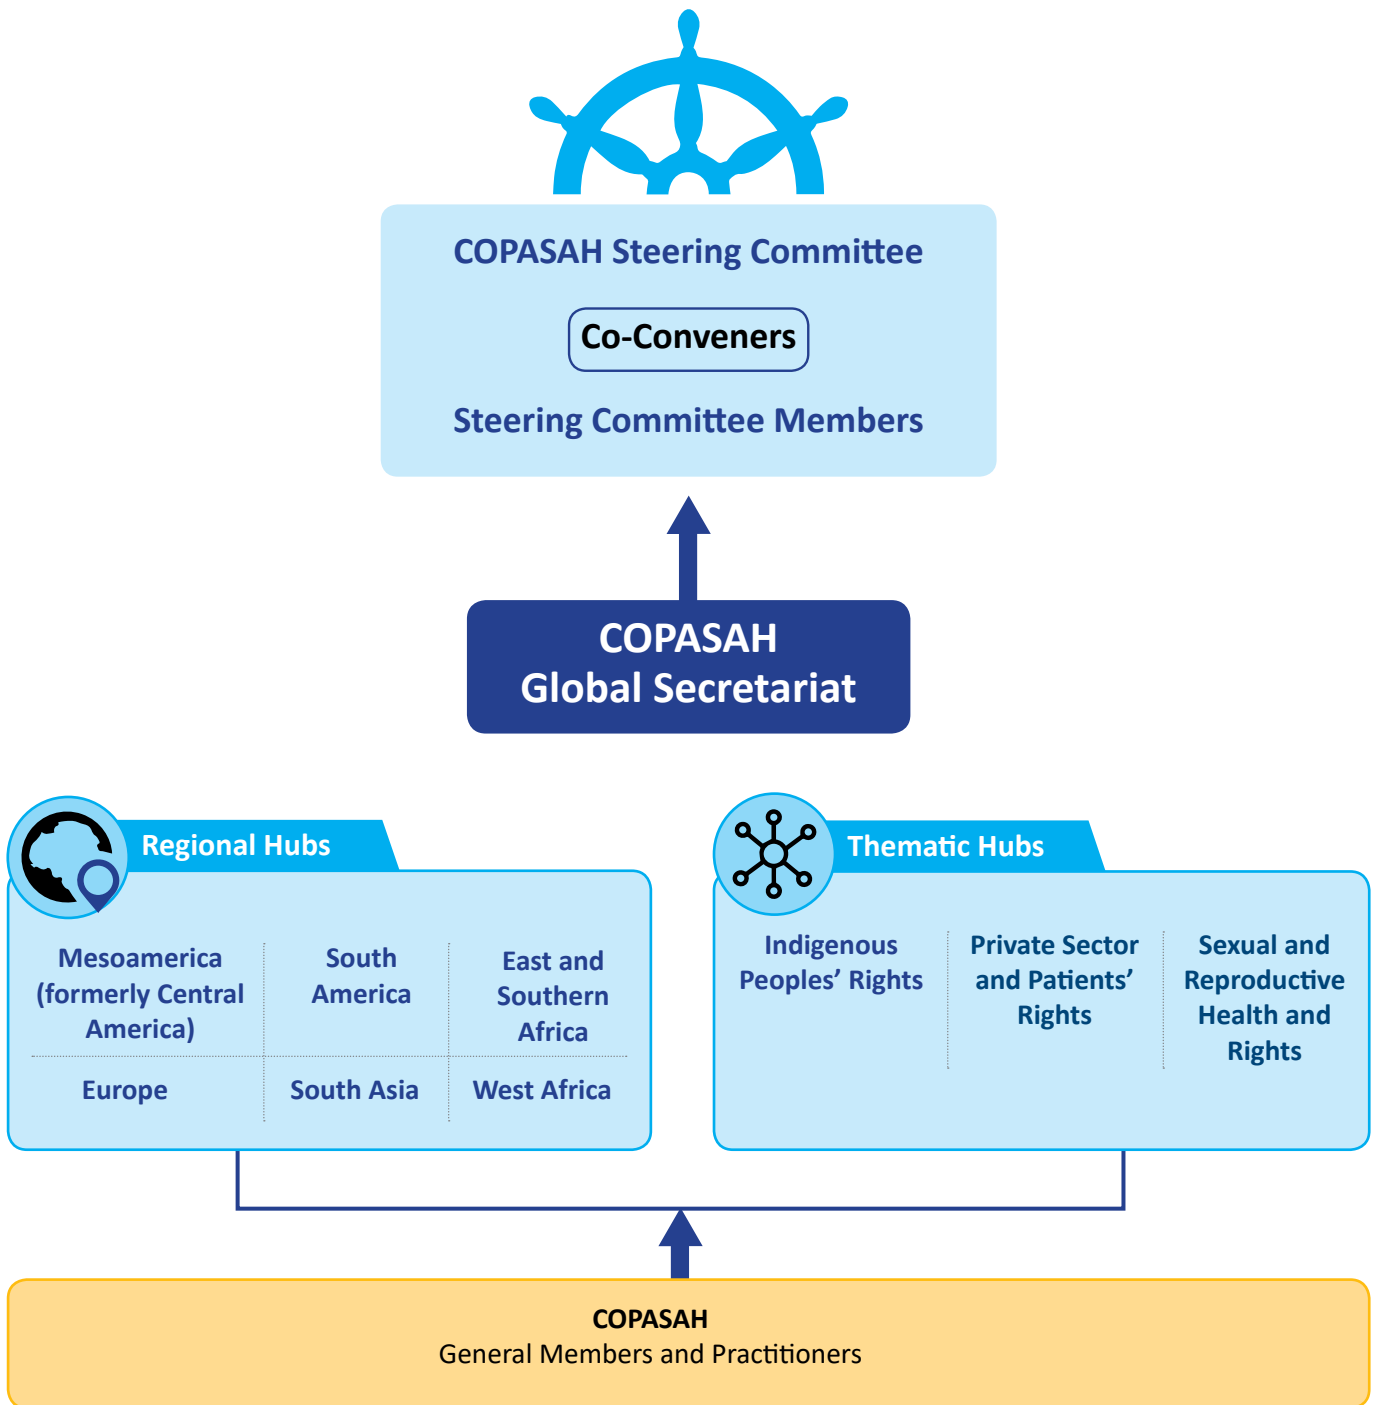 COPASAH Steering Committee
Co-Conveners
Steering Committee Members
COPASAH
Global Secretariat
Regional Hubs
Mesoamerica
(formerly Central
America)
South
America
East and
Southern
Africa
Europe
South Asia
West Africa
Thematic Hubs
Indigenous
Peoples’ Rights
Private Sector
and Patients’
Rights
Sexual and
Reproductive
Health and
Rights
COPASAH
General Members and Practitioners